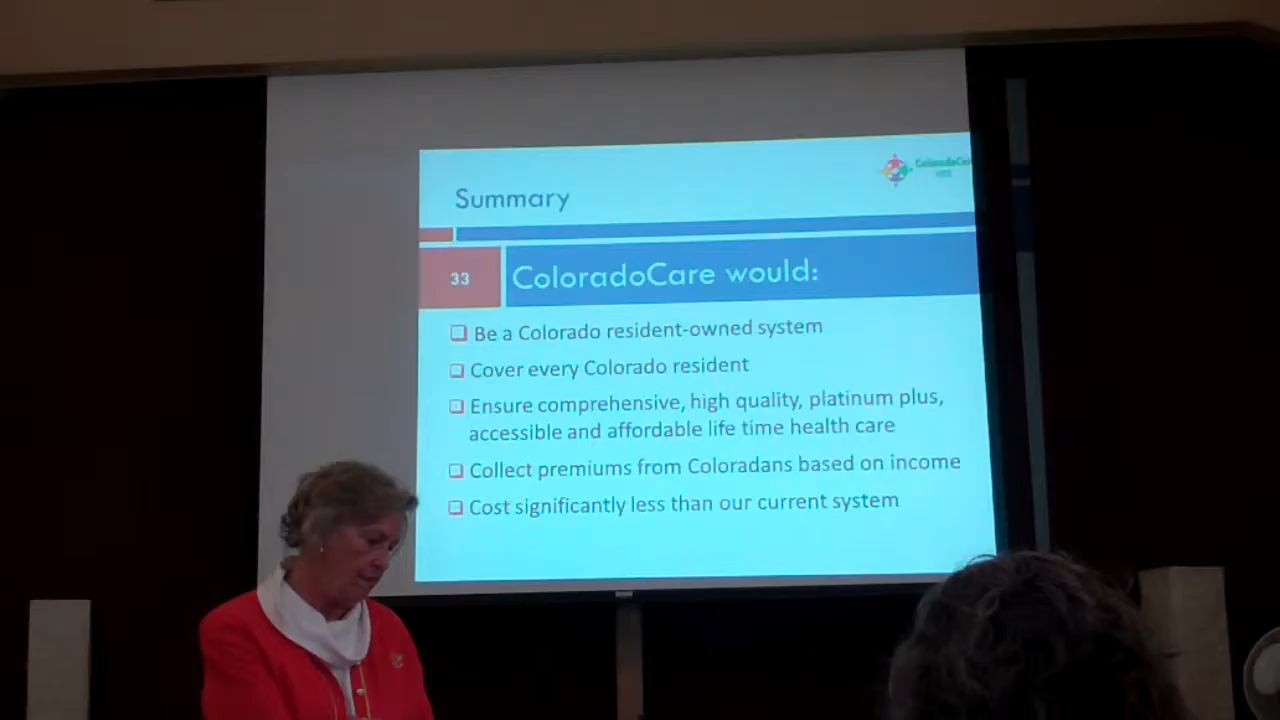 Summary
33
ColoradoCare would:
Be a Colorado resident-owned system
Cover every Colorado resident
Ensure comprehensive, high quality, platinum plus,
accessible and affordable life time health care
Collect premiums from Coloradans based on income
Cost significantly less than our current system